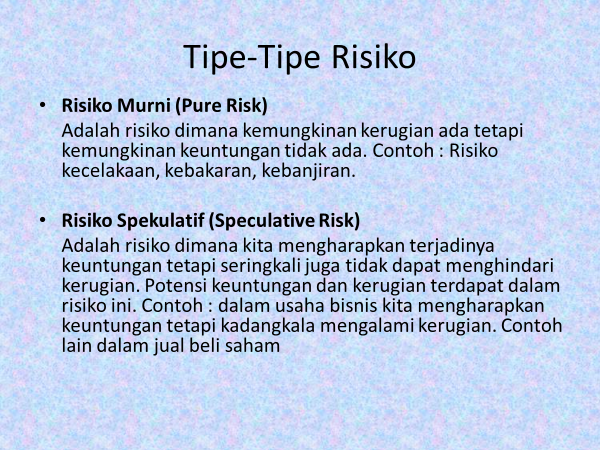 Tipe-Tipe Risiko
• Risiko Murni (Pure Risk)
Adalah risiko dimana kemungkinan kerugian ada tetapi
kemungkinan keuntungan tidak ada. Contoh : Risiko
kecelakaan, kebakaran, kebanjiran.
• Risiko Spekulatif (Speculative Risk)
Adalah risiko dimana kita mengharapkan terjadinya
keuntungan tetapi seringkali juga tidak dapat menghindari
kerugian. Potensi keuntungan dan kerugian terdapat dalam
risiko ini. Contoh : dalam usaha bisnis kita mengharapkan
keuntungan tetapi kadangkala mengalami kerugian. Contoh
lain dalam jual beli saham